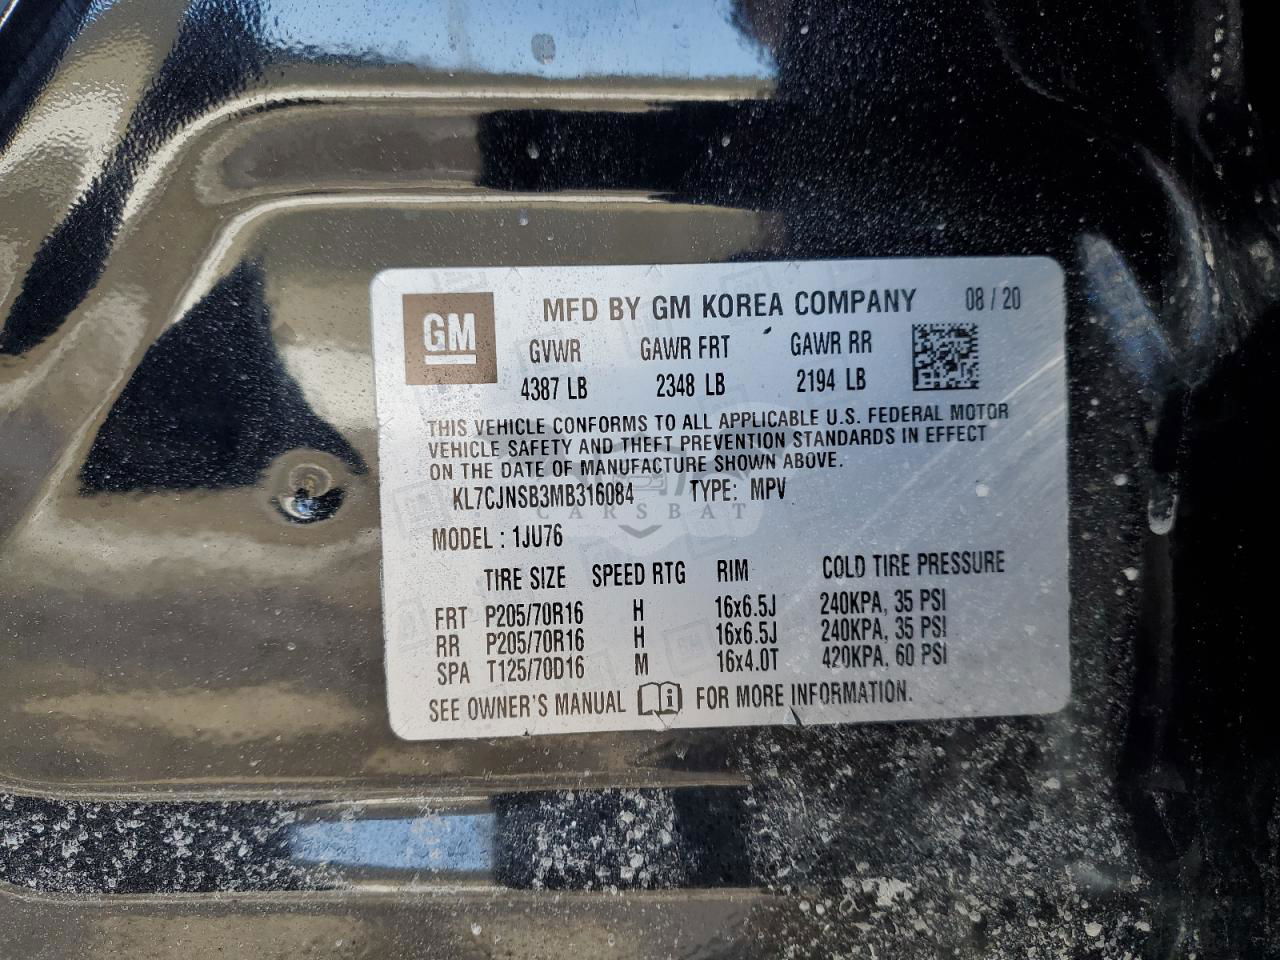 GM MFD BY GM KOREA COMPANY 08 / 20
GVWR GAWR FRT GAWR RR
4387 LB 2348 LB 2194 LB
THIS VEHICLE CONFORMS TO ALL APPLICABLE U.S. FEDERAL MOTOR
VEHICLE SAFETY AND THEFT PREVENTION STANDARDS IN EFFECT
ON THE DATE OF MANUFACTURE SHOWN ABOVE.
KL7CJNSB3MB316084 TYPE: MPV
CARSBAT
MODEL : 1JU76
TIRE SIZE SPEED RTG RIM COLD TIRE PRESSURE
FRT P205/70R16 H 16x6.5J 240KPA, 35 PSI
RR P205/70R16 H 16x6.5J 240KPA, 35 PSI
SPA T125/70D16 M 16x4.0T 420KPA, 60 PSI
SEE OWNER'S MANUAL i FOR MORE INFORMATION.